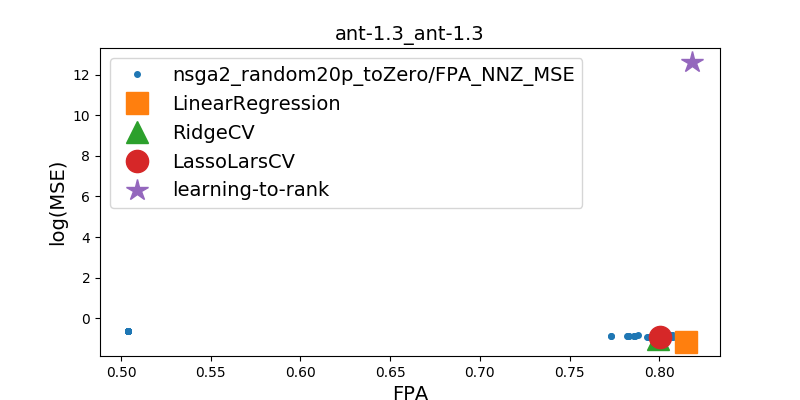 ant-1.3_ant-1.3
nsga2_random20p_toZero/FPA_NNZ_MSE
LinearRegression
RidgeCV
LassoLarsCV
learning-to-rank
log(MSE)
12
10
8
6
4
2
0
0.50 0.55 0.60 0.65 0.70 0.75 0.80
FPA